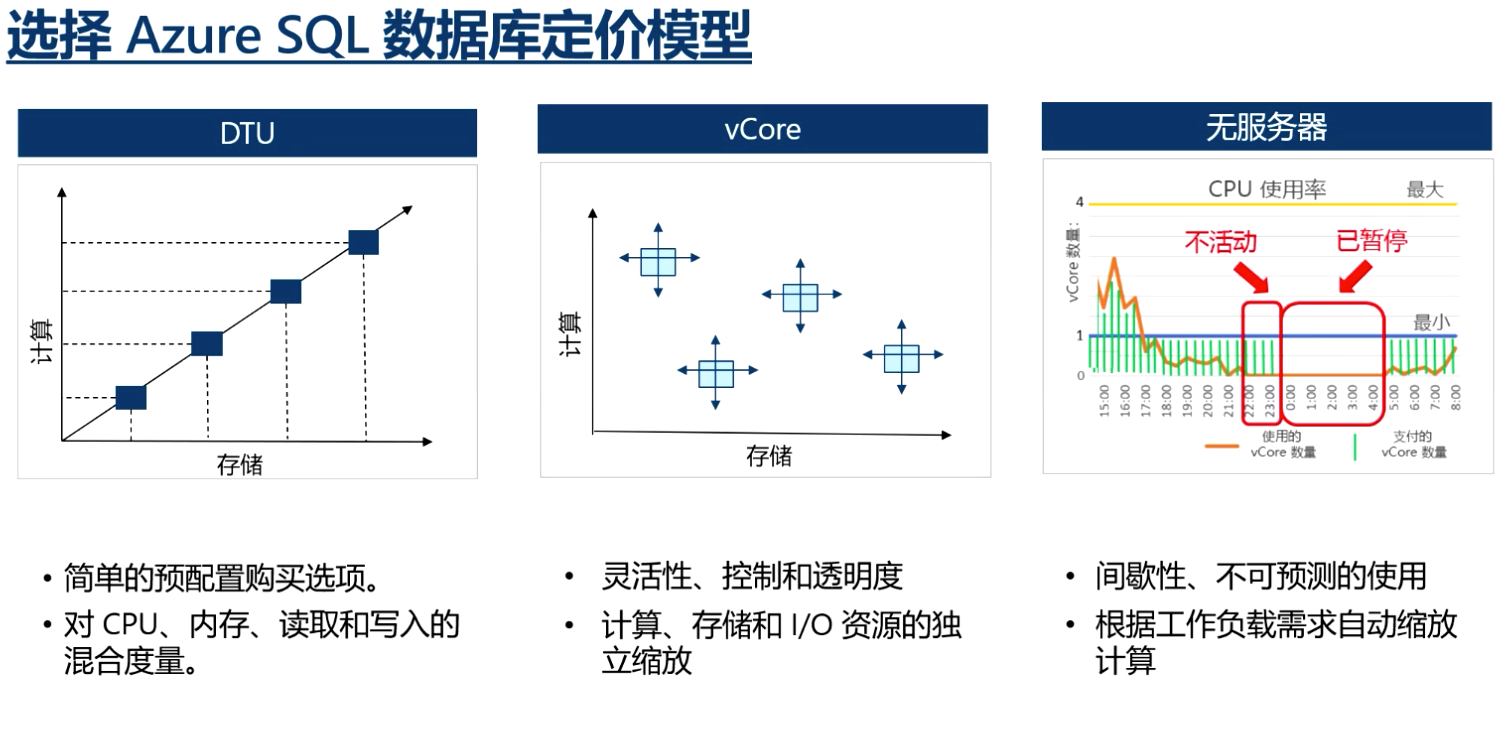 选择 Azure SQL 数据库定价模型
DTU
计算
存储
• 简单的预配置购买选项。
• 对 CPU、内存、读取和写入的
混合度量。
vCore
计算
存储
• 灵活性、控制和透明度
• 计算、存储和 I/O 资源的独
立缩放
无服务器
CPU 使用率
最大
4
不活动
已暂停
vCore 数量:
最小
1
0
15:00 16:00 17:00 18:00 19:00 20:00 21:00 22:00 23:00 0:00 1:00 2:00 3:00 4:00 5:00 6:00 7:00 8:00
使用的
vCore 数量
支付的
vCore 数量
• 间歇性、不可预测的使用
• 根据工作负载需求自动缩放
计算